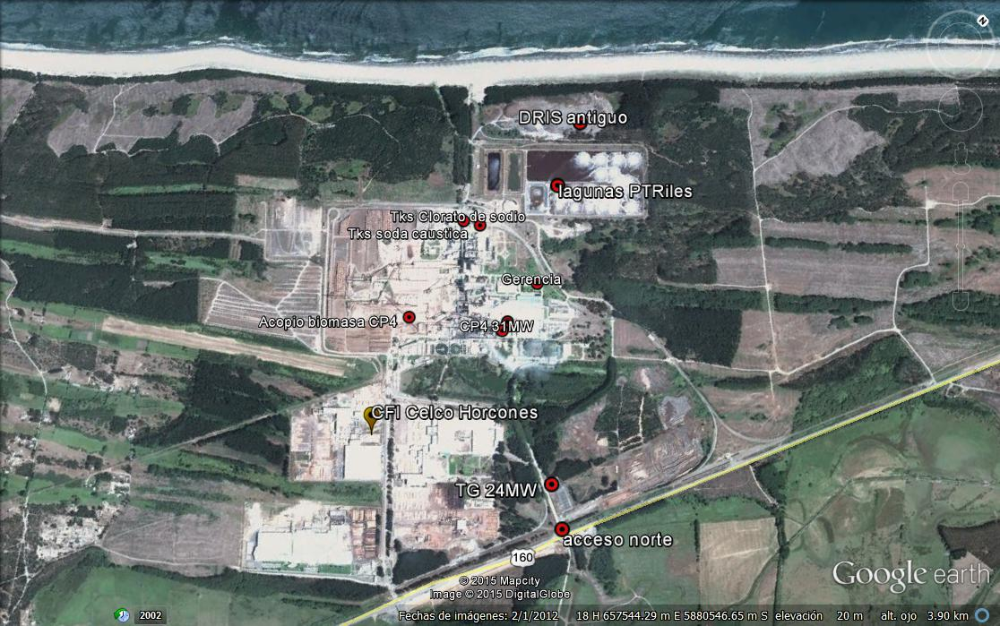 N
DRIS antiguo
lagunas PTRiles
Tks Clorato de sodio
Tks soda caustica
Gerencia
Acopio biomasa CP4
CP4 31MW
CFI Celco Horcones
TG 24MW
acceso norte
160
© 2015 Mapcity
Image © 2015 DigitalGlobe
Google earth
2002
Fechas de imágenes: 2/1/2012 18 H 657544.29 m E 5880546.65 m S elevación 20 m alt. ojo 3.90 km